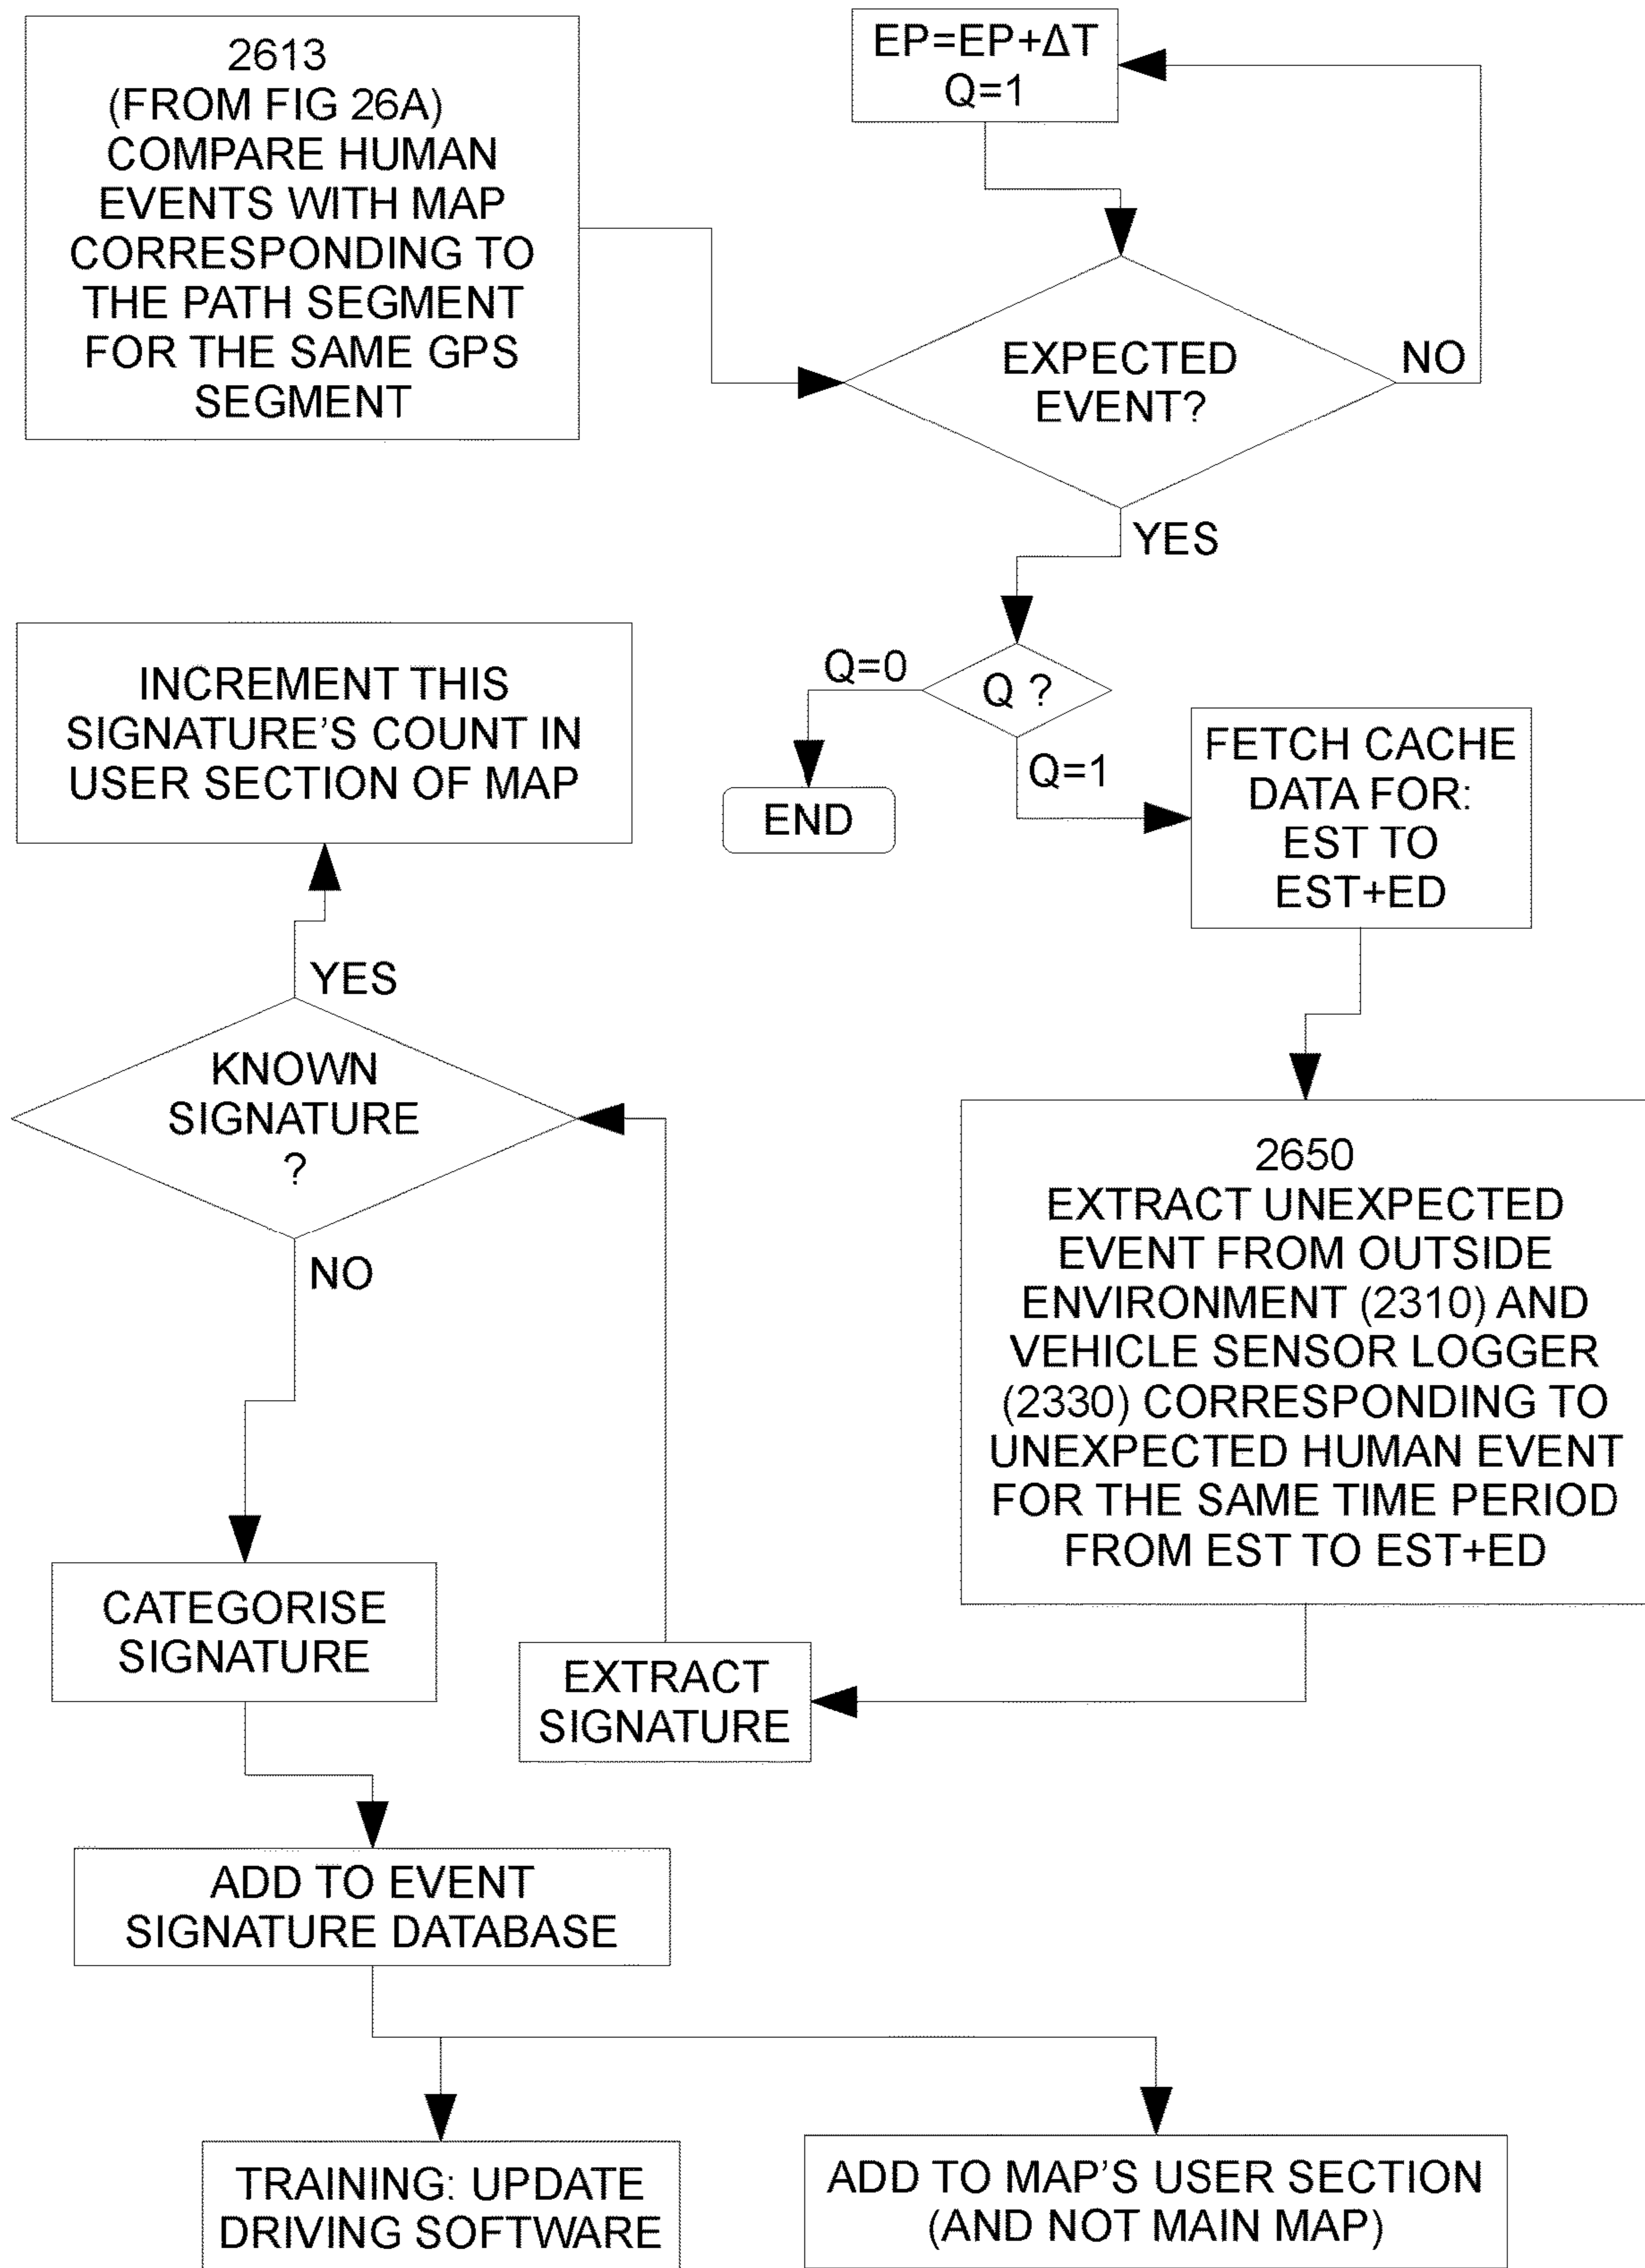 2613
(FROM FIG 26A)
COMPARE HUMAN
EVENTS WITH MAP
CORRESPONDING TO
THE PATH SEGMENT
FOR THE SAME GPS
SEGMENT
EP=EP+ΔT
Q=1
EXPECTED
EVENT?
NO
YES
Q ?
Q=0
END
Q=1
FETCH CACHE
DATA FOR:
EST TO
EST+ED
2650
EXTRACT UNEXPECTED
EVENT FROM OUTSIDE
ENVIRONMENT (2310) AND
VEHICLE SENSOR LOGGER
(2330) CORRESPONDING TO
UNEXPECTED HUMAN EVENT
FOR THE SAME TIME PERIOD
FROM EST TO EST+ED
EXTRACT
SIGNATURE
KNOWN
SIGNATURE
?
YES
INCREMENT THIS
SIGNATURE'S COUNT IN
USER SECTION OF MAP
NO
CATEGORISE
SIGNATURE
ADD TO EVENT
SIGNATURE DATABASE
TRAINING: UPDATE
DRIVING SOFTWARE
ADD TO MAP'S USER SECTION
(AND NOT MAIN MAP)